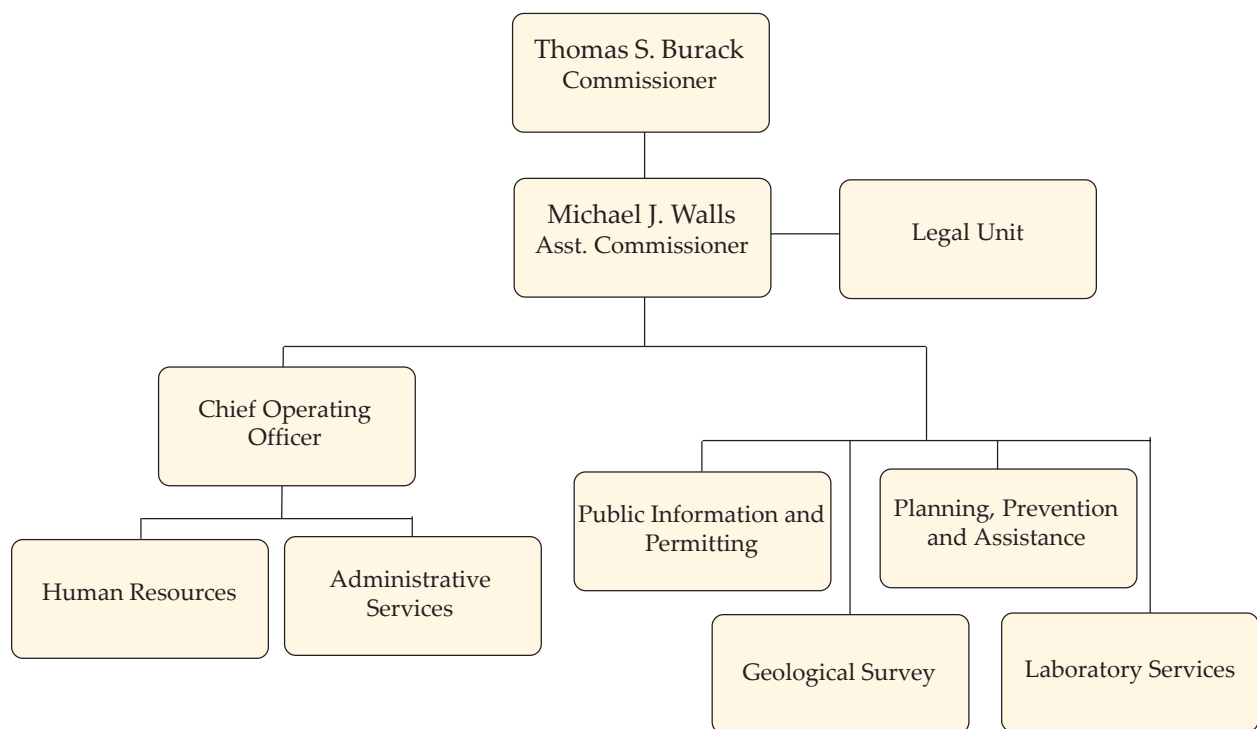 Thomas S. Burack
Commissioner
Michael J. Walls
Asst. Commissioner
Legal Unit
Chief Operating
Officer
Public Information and
Permitting
Planning, Prevention
and Assistance
Human Resources
Administrative
Services
Geological Survey
Laboratory Services